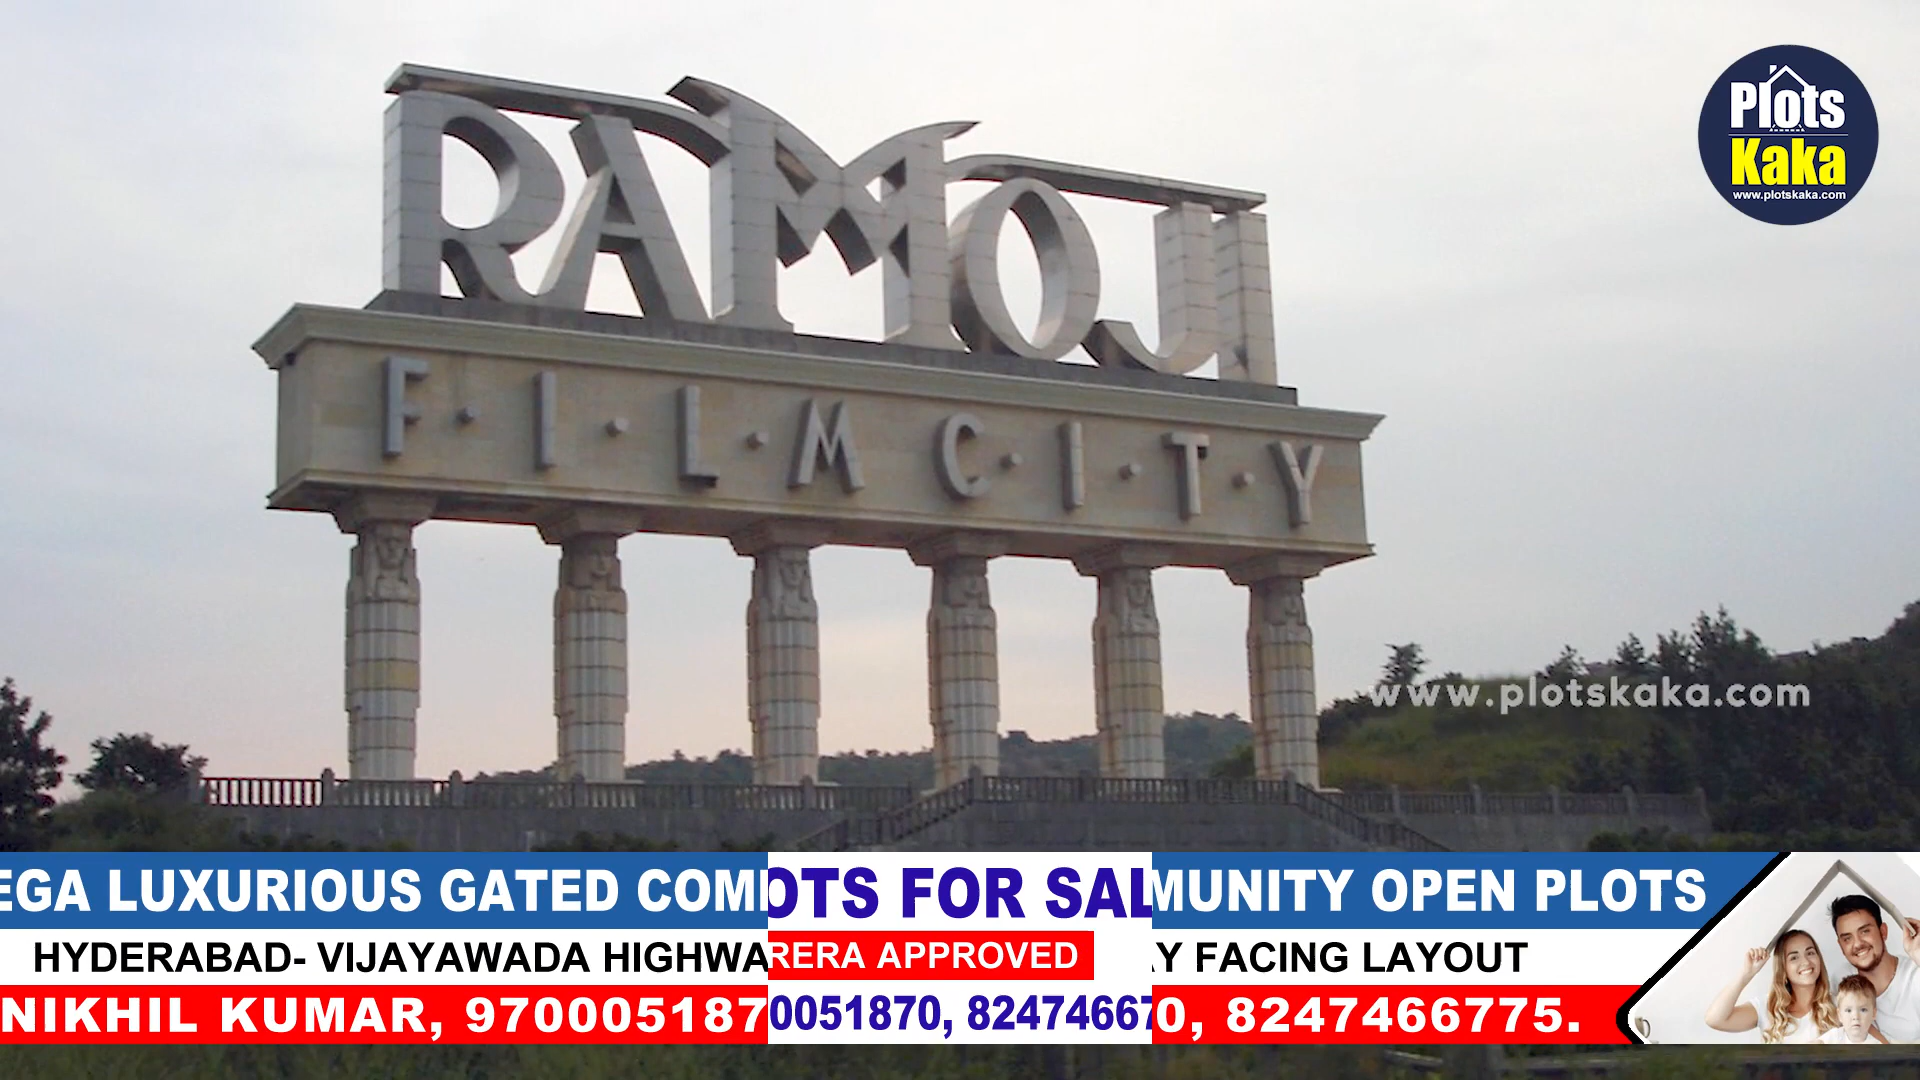 Plots
Kaka
www.plotskaka.com
RAMOJI
F·I·L·M C·I·T·Y
www.plotskaka.com
EGA LUXURIOUS GATED COM
OTS FOR SAL
MUNITY OPEN PLOTS
HYDERABAD- VIJAYAWADA HIGHWA
RERA APPROVED
Y FACING LAYOUT
NIKHIL KUMAR, 970005187
0051870, 82474667
0, 8247466775.